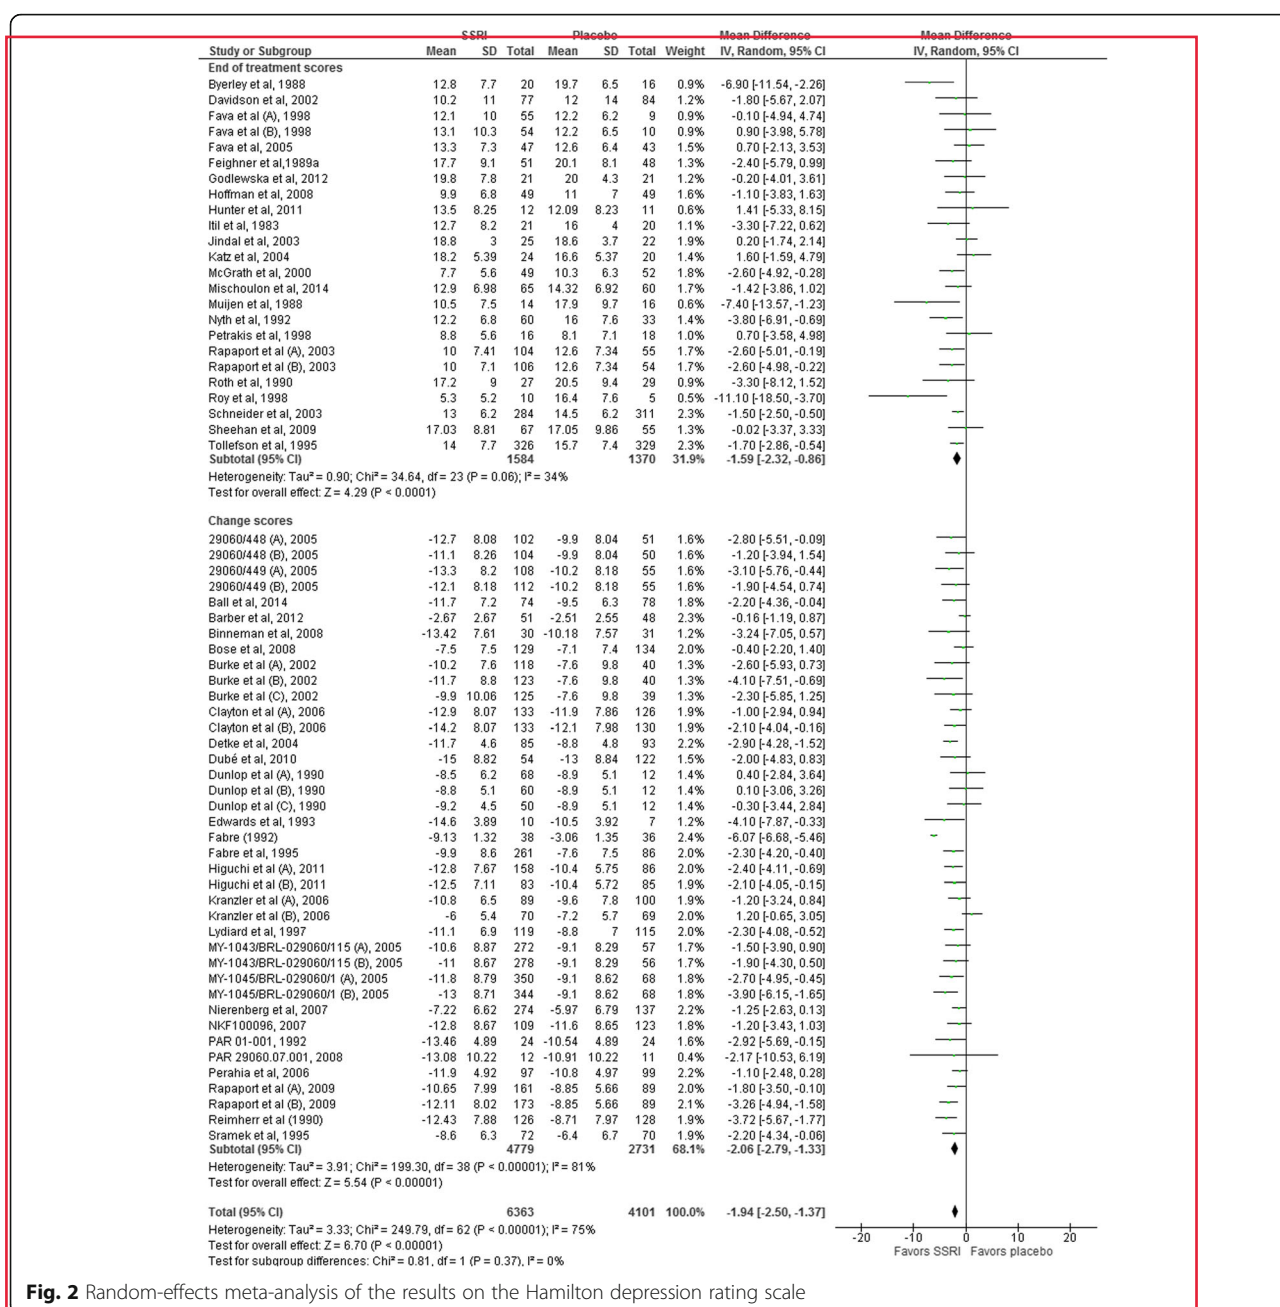 SSRI Placebo Mean Difference Mean Difference
Study or Subgroup Mean SD Total Mean SD Total Weight IV, Random, 95% CI IV, Random, 95% CI
End of treatment scores
Byerley et al, 1988 12.8 7.7 20 19.7 6.5 16 0.9% -6.90 [-11.54, -2.26]
Davidson et al, 2002 10.2 11 77 12 14 84 1.2% -1.80 [-5.67, 2.07]
Fava et al (A), 1998 12.1 10 55 12.2 6.2 9 0.9% -0.10 [-4.94, 4.74]
Fava et al (B), 1998 13.1 10.3 54 12.2 6.5 10 0.9% 0.90 [-3.98, 5.78]
Fava et al, 2005 13.3 7.3 47 12.6 6.4 43 1.6% 0.70 [-2.13, 3.53]
Feighner et al,1989a 17.7 9.1 51 20.1 8.1 48 1.3% -2.40 [-5.79, 0.99]
Godlewska et al, 2012 19.8 7.8 21 20 4.3 21 1.2% -0.20 [-4.01, 3.61]
Hoffman et al, 2008 9.9 6.8 49 11 7 49 1.6% -1.10 [-3.83, 1.63]
Hunter et al, 2011 13.5 8.25 12 12.09 8.23 11 0.6% 1.41 [-5.33, 8.15]
Itil et al, 1983 12.7 8.2 21 16 4 20 1.1% -3.30 [-7.22, 0.62]
Jindal et al, 2003 18.8 3 25 18.6 3.7 22 1.9% 0.20 [-1.74, 2.14]
Katz et al, 2004 18.2 5.39 24 16.6 5.37 20 1.4% 1.60 [-1.59, 4.79]
McGrath et al, 2000 7.7 5.6 49 10.3 6.3 52 1.7% -2.60 [-4.92, -0.28]
Mischoulon et al, 2014 12.9 6.98 65 14.32 6.92 60 1.7% -1.42 [-3.86, 1.02]
Muijen et al, 1988 10.5 7.5 14 17.9 9.7 16 0.6% -7.40 [-13.57, -1.23]
Nyth et al, 1992 12.2 6.8 60 16 7.6 33 1.4% -3.80 [-6.91, -0.69]
Petrakis et al, 1998 8.8 5.6 16 8.1 7.1 18 1.0% 0.70 [-3.58, 4.98]
Rapaport et al (A), 2003 10 7.41 104 12.6 7.34 55 1.7% -2.60 [-5.01, -0.19]
Rapaport et al (B), 2003 10 7.1 106 12.6 7.34 54 1.7% -2.60 [-4.98, -0.22]
Roth et al, 1990 17.2 9 27 20.5 9.4 29 0.9% -3.30 [-8.12, 1.52]
Roy et al, 1998 5.3 5.2 10 16.4 7.6 5 0.5% -11.10 [-18.50, -3.70]
Schneider et al, 2003 13 6.2 284 14.5 6.2 311 2.3% -1.50 [-2.50, -0.50]
Sheehan et al, 2009 17.03 8.81 67 17.05 9.86 55 1.3% -0.02 [-3.37, 3.33]
Tollefson et al, 1995 14 7.7 326 15.7 7.4 329 2.3% -1.70 [-2.86, -0.54]
Subtotal (95% CI) 1584 1370 31.9% -1.59 [-2.32, -0.86]
Heterogeneity: Tau² = 0.90; Chi² = 34.64, df = 23 (P = 0.06); I² = 34%
Test for overall effect: Z = 4.29 (P < 0.0001)
Change scores
29060/448 (A), 2005 -12.7 8.08 102 -9.9 8.04 51 1.6% -2.80 [-5.51, -0.09]
29060/448 (B), 2005 -11.1 8.26 104 -9.9 8.04 50 1.6% -1.20 [-3.94, 1.54]
29060/449 (A), 2005 -13.3 8.2 108 -10.2 8.18 55 1.6% -3.10 [-5.76, -0.44]
29060/449 (B), 2005 -12.1 8.18 112 -10.2 8.18 55 1.6% -1.90 [-4.54, 0.74]
Ball et al, 2014 -11.7 7.2 74 -9.5 6.3 78 1.8% -2.20 [-4.36, -0.04]
Barber et al, 2012 -2.67 2.67 51 -2.51 2.55 48 2.3% -0.16 [-1.19, 0.87]
Binneman et al, 2008 -13.42 7.61 30 -10.18 7.57 31 1.2% -3.24 [-7.05, 0.57]
Bose et al, 2008 -7.5 7.5 129 -7.1 7.4 134 2.0% -0.40 [-2.20, 1.40]
Burke et al (A), 2002 -10.2 7.6 118 -7.6 9.8 40 1.3% -2.60 [-5.93, 0.73]
Burke et al (B), 2002 -11.7 8.8 123 -7.6 9.8 40 1.3% -4.10 [-7.51, -0.69]
Burke et al (C), 2002 -9.9 10.06 125 -7.6 9.8 39 1.3% -2.30 [-5.85, 1.25]
Clayton et al (A), 2006 -12.9 8.07 133 -11.9 7.86 126 1.9% -1.00 [-2.94, 0.94]
Clayton et al (B), 2006 -14.2 8.07 133 -12.1 7.98 130 1.9% -2.10 [-4.04, -0.16]
Detke et al, 2004 -11.7 4.6 85 -8.8 4.8 93 2.2% -2.90 [-4.28, -1.52]
Dubé et al, 2010 -15 8.82 54 -13 8.84 122 1.6% -2.00 [-4.83, 0.83]
Dunlop et al (A), 1990 -8.5 6.2 68 -8.9 5.1 12 1.4% 0.40 [-2.84, 3.64]
Dunlop et al (B), 1990 -8.8 5.1 60 -8.9 5.1 12 1.4% 0.10 [-3.06, 3.26]
Dunlop et al (C), 1990 -9.2 4.5 50 -8.9 5.1 12 1.4% -0.30 [-3.44, 2.84]
Edwards et al, 1993 -14.6 3.89 10 -10.5 3.92 7 1.2% -4.10 [-7.87, -0.33]
Fabre (1992) -9.13 1.32 38 -3.06 1.35 36 2.4% -6.07 [-6.68, -5.46]
Fabre et al, 1995 -9.9 8.6 261 -7.6 7.5 86 2.0% -2.30 [-4.20, -0.40]
Higuchi et al (A), 2011 -12.8 7.67 158 -10.4 5.75 86 2.0% -2.40 [-4.11, -0.69]
Higuchi et al (B), 2011 -12.5 7.11 83 -10.4 5.72 85 1.9% -2.10 [-4.05, -0.15]
Kranzler et al (A), 2006 -10.8 6.5 89 -9.6 7.8 100 1.9% -1.20 [-3.24, 0.84]
Kranzler et al (B), 2006 -6 5.4 70 -7.2 5.7 69 2.0% 1.20 [-0.65, 3.05]
Lydiard et al, 1997 -11.1 6.9 119 -8.8 7 115 2.0% -2.30 [-4.08, -0.52]
MY-1043/BRL-029060/115 (A), 2005 -10.6 8.87 272 -9.1 8.29 57 1.7% -1.50 [-3.90, 0.90]
MY-1043/BRL-029060/115 (B), 2005 -11 8.67 278 -9.1 8.29 56 1.7% -1.90 [-4.30, 0.50]
MY-1045/BRL-029060/1 (A), 2005 -11.8 8.79 350 -9.1 8.62 68 1.8% -2.70 [-4.95, -0.45]
MY-1045/BRL-029060/1 (B), 2005 -13 8.71 344 -9.1 8.62 68 1.8% -3.90 [-6.15, -1.65]
Nierenberg et al, 2007 -7.22 6.62 274 -5.97 6.79 137 2.2% -1.25 [-2.63, 0.13]
NKF100096, 2007 -12.8 8.67 109 -11.6 8.65 123 1.8% -1.20 [-3.43, 1.03]
PAR 01-001, 1992 -13.46 4.89 24 -10.54 4.89 24 1.6% -2.92 [-5.69, -0.15]
PAR 29060.07.001, 2008 -13.08 10.22 12 -10.91 10.22 11 0.4% -2.17 [-10.53, 6.19]
Perahia et al, 2006 -11.9 4.92 97 -10.8 4.97 99 2.2% -1.10 [-2.48, 0.28]
Rapaport et al (A), 2009 -10.65 7.99 161 -8.85 5.66 89 2.0% -1.80 [-3.50, -0.10]
Rapaport et al (B), 2009 -12.11 8.02 173 -8.85 5.66 89 2.1% -3.26 [-4.94, -1.58]
Reimherr et al (1990) -12.43 7.88 126 -8.71 7.97 128 1.9% -3.72 [-5.67, -1.77]
Sramek et al, 1995 -8.6 6.3 72 -6.4 6.7 70 1.9% -2.20 [-4.34, -0.06]
Subtotal (95% CI) 4779 2731 68.1% -2.06 [-2.79, -1.33]
Heterogeneity: Tau² = 3.91; Chi² = 199.30, df = 38 (P < 0.00001); I² = 81%
Test for overall effect: Z = 5.54 (P < 0.00001)
Total (95% CI) 6363 4101 100.0% -1.94 [-2.50, -1.37]
Heterogeneity: Tau² = 3.33; Chi² = 249.79, df = 62 (P < 0.00001); I² = 75%
Test for overall effect: Z = 6.70 (P < 0.00001)
Test for subgroup differences: Chi² = 0.81, df = 1 (P = 0.37), I² = 0%
-20 -10 0 10 20
Favors SSRI Favors placebo
Fig. 2 Random-effects meta-analysis of the results on the Hamilton depression rating scale